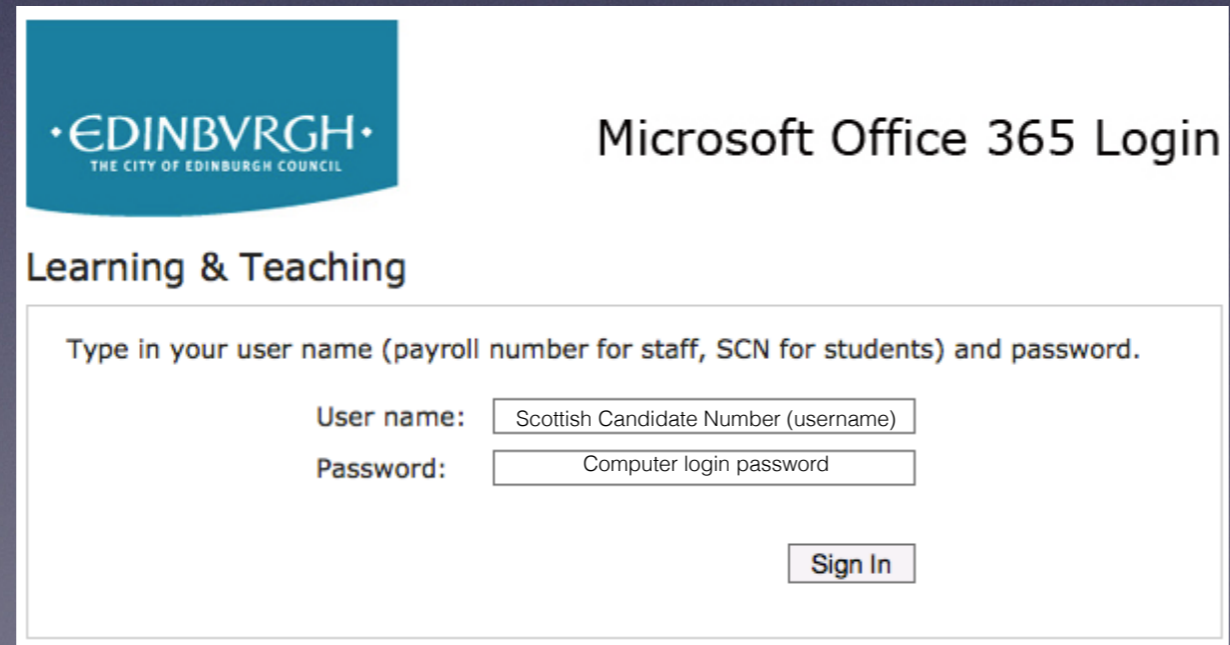 ·EDINBVRGH·
THE CITY OF EDINBURGH COUNCIL
Microsoft Office 365 Login
Learning & Teaching
Type in your user name (payroll number for staff, SCN for students) and password.
User name: Scottish Candidate Number (username)
Password: Computer login password
Sign In